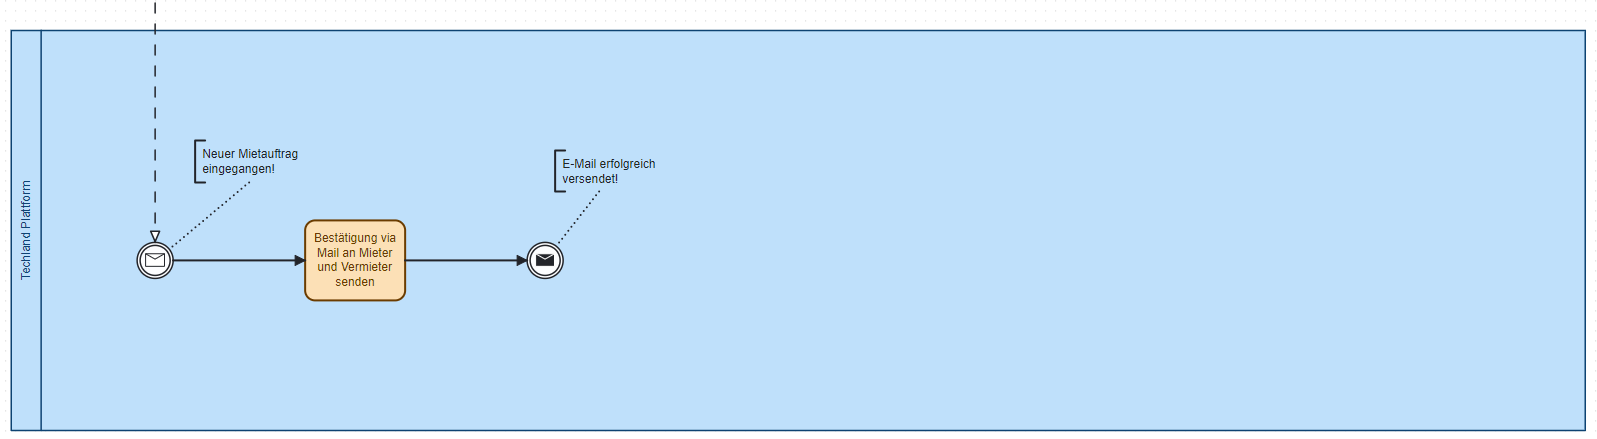 Techland Plattform
Neuer Mietauftrag
eingegangen!
Bestätigung via
Mail an Mieter
und Vermieter
senden
E-Mail erfolgreich
versendet!